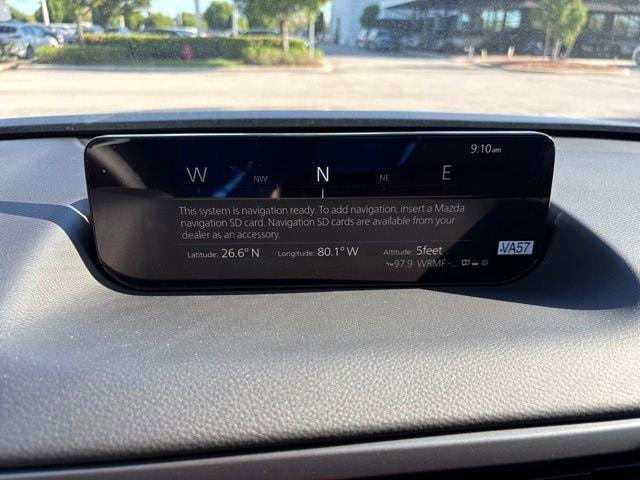 9:10am
W NW N NE E
This system is navigation ready. To add navigation, insert a Mazda
navigation SD card. Navigation SD cards are available from your
dealer as an accessory.
Latitude: 26.6° N Longitude: 80.1° W Altitude: 5feet
VA57
97.9 WRMF -...